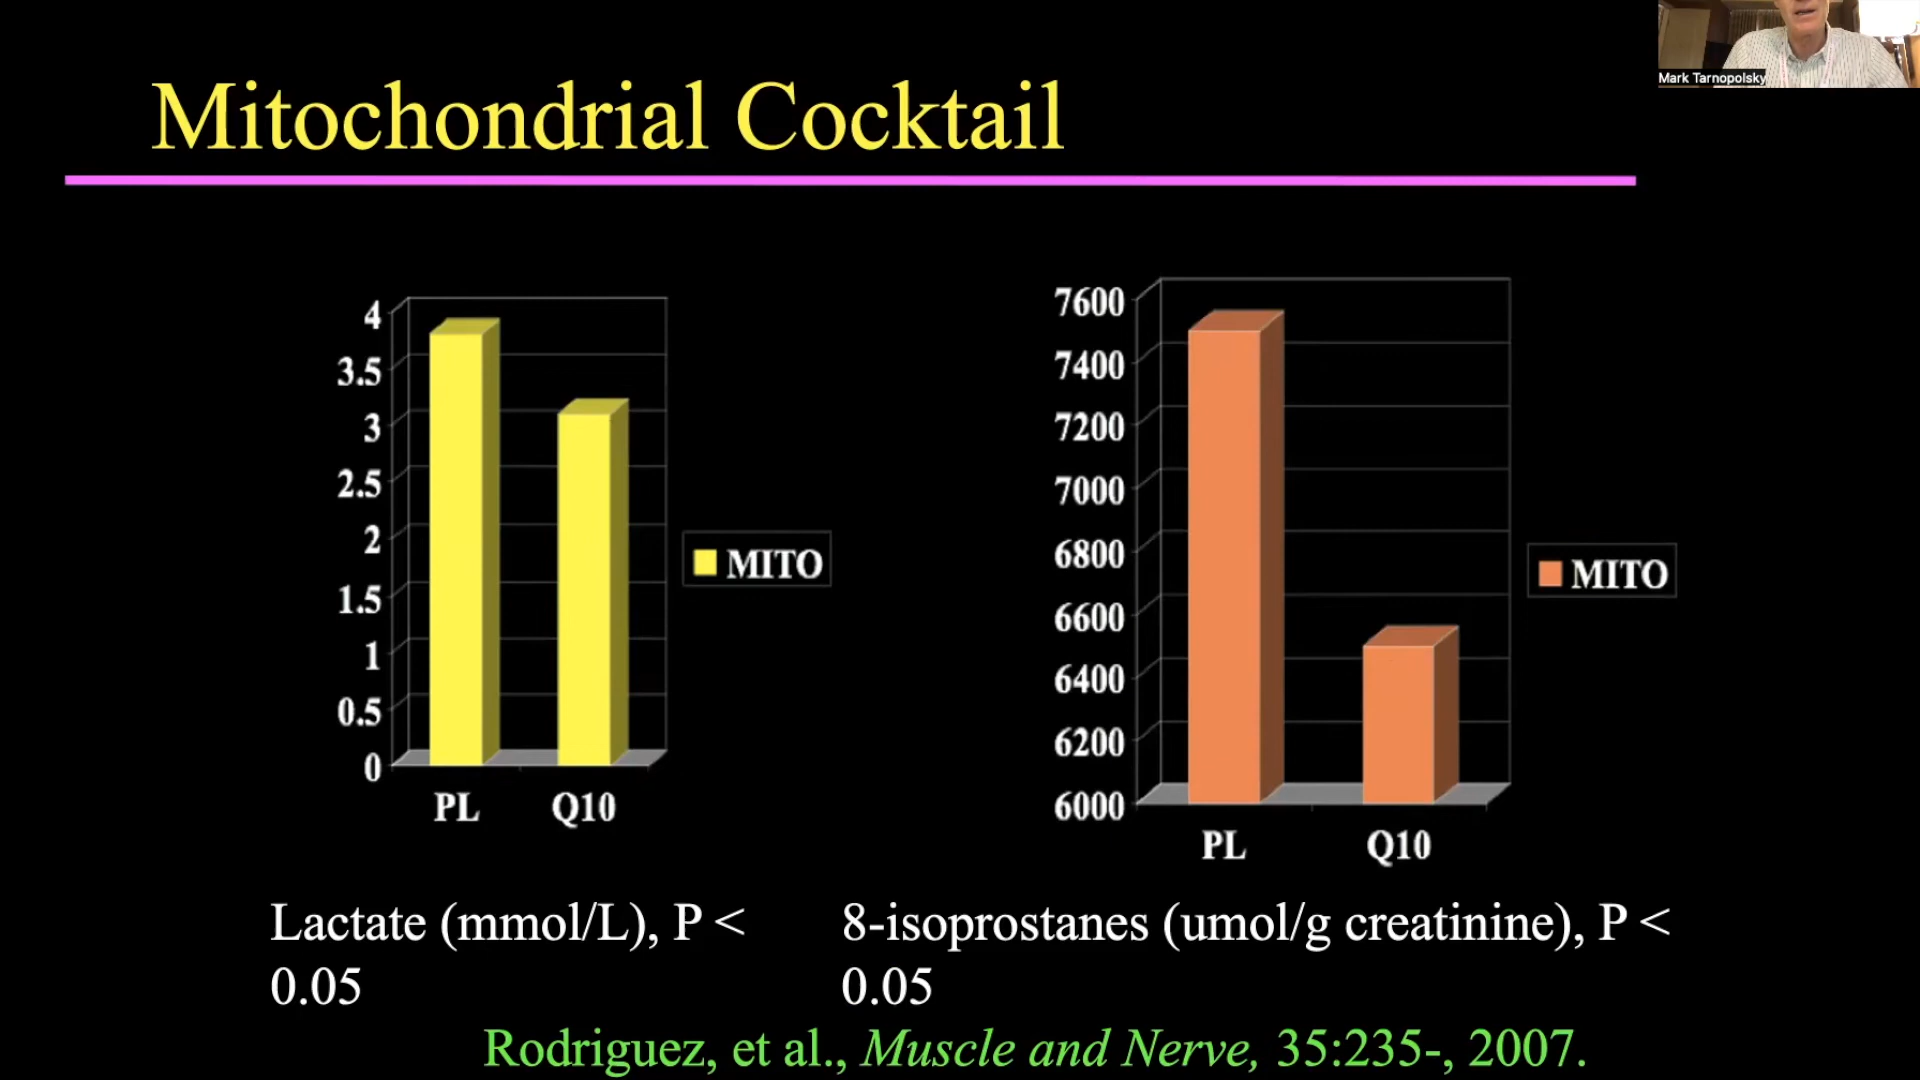 Mark Tarnopolsky
Mitochondrial Cocktail
4
3.5
3
2.5
2
1.5
1
0.5
0
PL Q10
MITO
7600
7400
7200
7000
6800
6600
6400
6200
6000
PL Q10
MITO
Lactate (mmol/L), P <
0.05
8-isoprostanes (umol/g creatinine), P <
0.05
Rodriguez, et al., Muscle and Nerve, 35:235-, 2007.